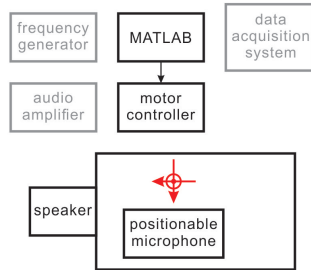 frequency
generator
MATLAB
data
acquisition
system
audio
amplifier
motor
controller
speaker
positionable
microphone